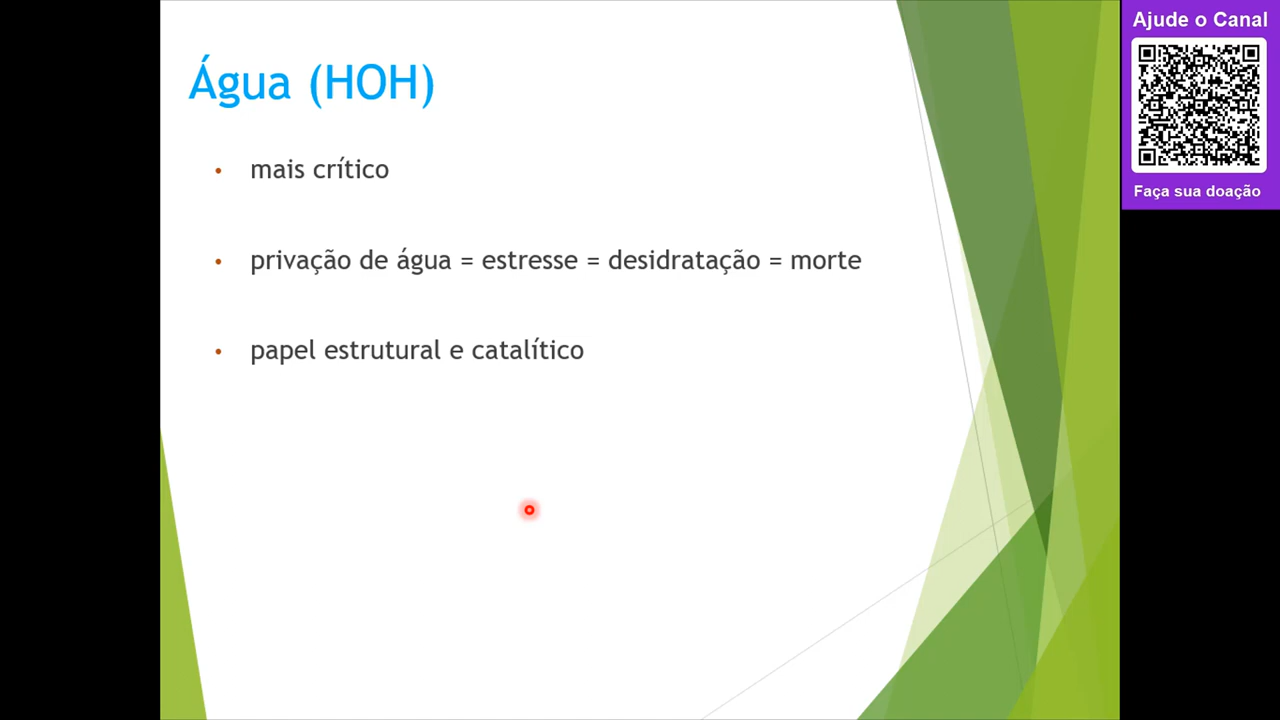 Água (HOH)
• mais crítico
• privação de água = estresse = desidratação = morte
• papel estrutural e catalítico
Ajude o Canal
Faça sua doação